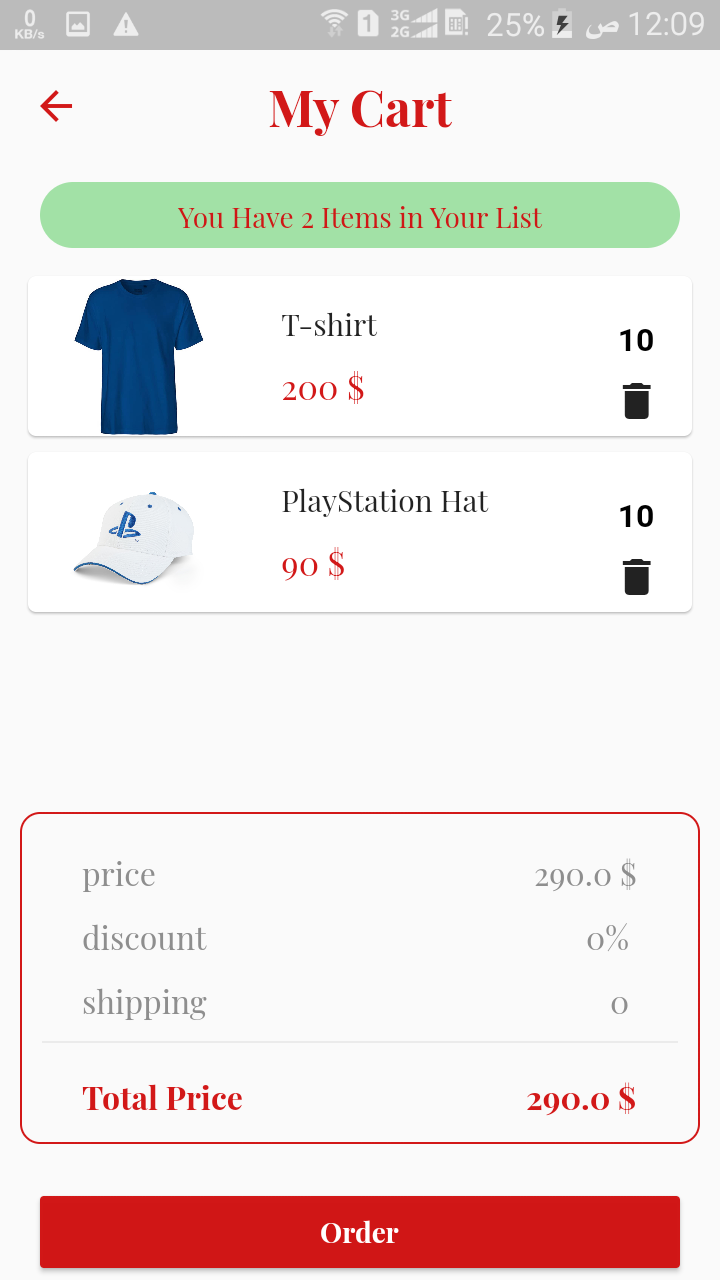 0 KB/s 1 3G 2G 25% ص 12:09
My Cart
You Have 2 Items in Your List
T-shirt
10
200 $
PlayStation Hat
10
90 $
price 290.0 $
discount 0%
shipping 0
Total Price 290.0 $
Order